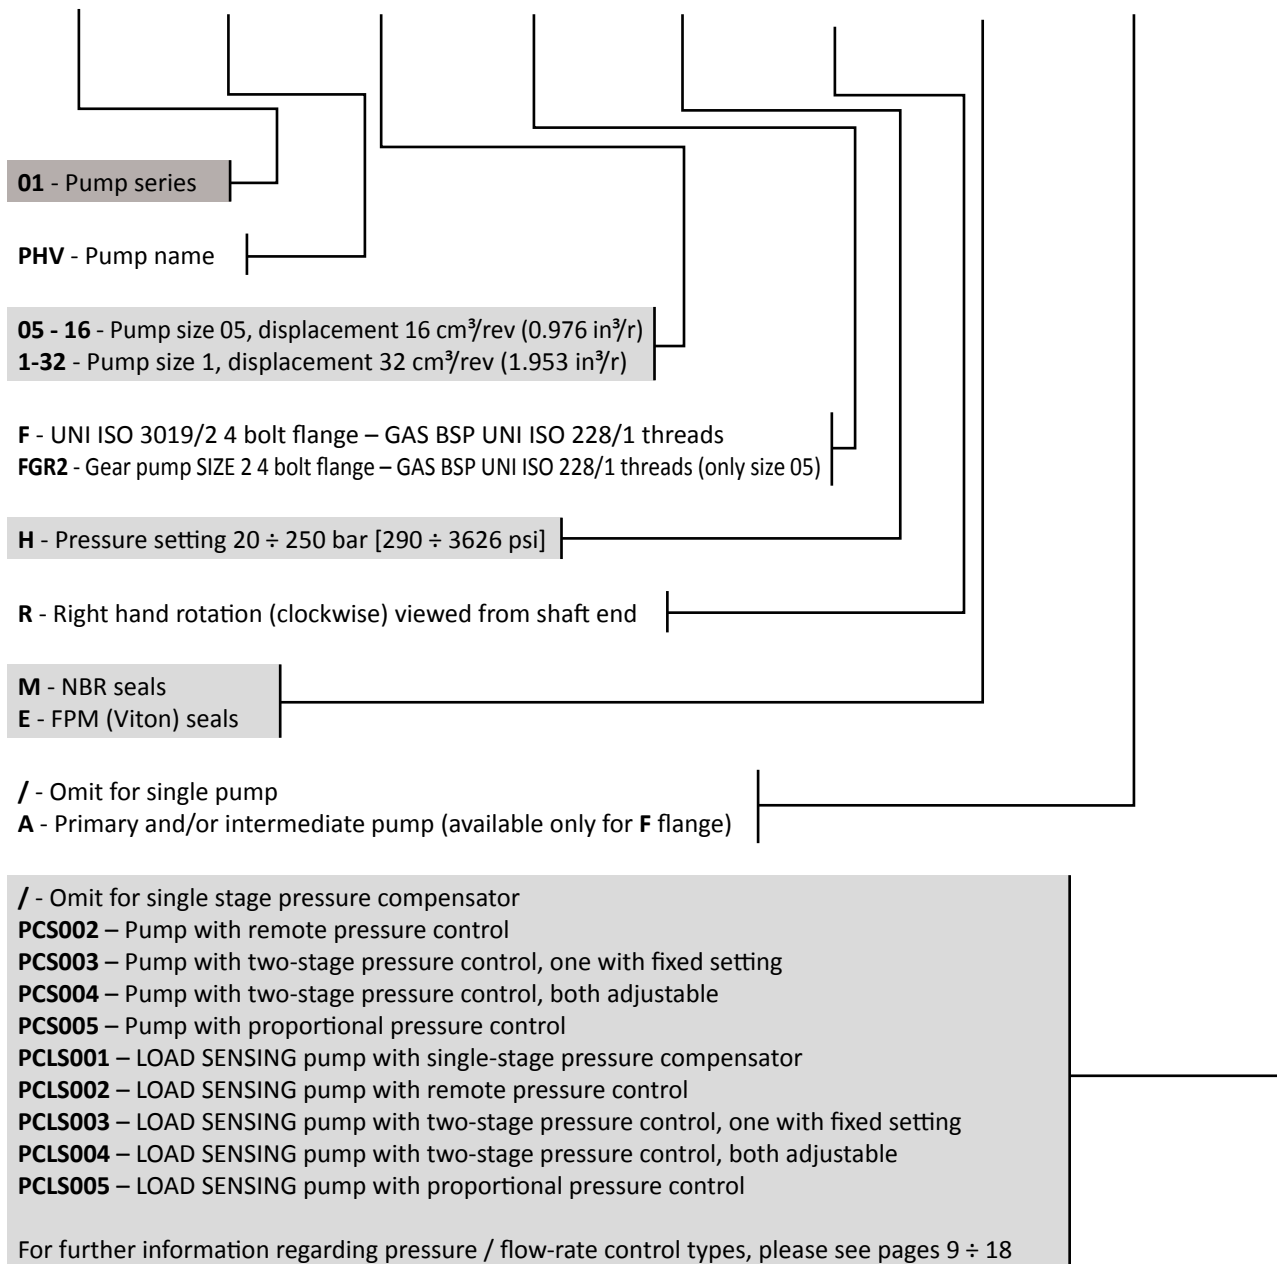 01 - Pump series
PHV - Pump name
05 - 16 - Pump size 05, displacement 16 cm³/rev (0.976 in³/r)
1-32 - Pump size 1, displacement 32 cm³/rev (1.953 in³/r)
F - UNI ISO 3019/2 4 bolt flange – GAS BSP UNI ISO 228/1 threads
FGR2 - Gear pump SIZE 2 4 bolt flange – GAS BSP UNI ISO 228/1 threads (only size 05)
H - Pressure setting 20 ÷ 250 bar [290 ÷ 3626 psi]
R - Right hand rotation (clockwise) viewed from shaft end
M - NBR seals
E - FPM (Viton) seals
/ - Omit for single pump
A - Primary and/or intermediate pump (available only for F flange)
/ - Omit for single stage pressure compensator
PCS002 – Pump with remote pressure control
PCS003 – Pump with two-stage pressure control, one with fixed setting
PCS004 – Pump with two-stage pressure control, both adjustable
PCS005 – Pump with proportional pressure control
PCLS001 – LOAD SENSING pump with single-stage pressure compensator
PCLS002 – LOAD SENSING pump with remote pressure control
PCLS003 – LOAD SENSING pump with two-stage pressure control, one with fixed setting
PCLS004 – LOAD SENSING pump with two-stage pressure control, both adjustable
PCLS005 – LOAD SENSING pump with proportional pressure control
For further information regarding pressure / flow-rate control types, please see pages 9 ÷ 18